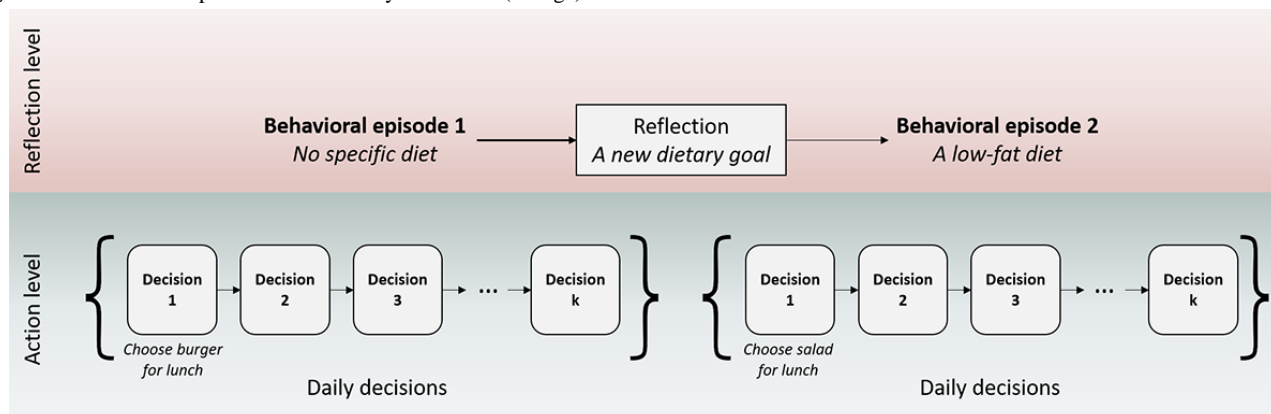 Reflection level
Behavioral episode 1
No specific diet
Reflection
A new dietary goal
Behavioral episode 2
A low-fat diet
Action level
Decision
1
Decision
2
Decision
3
...
Decision
k
Choose burger
for lunch
Daily decisions
Decision
1
Decision
2
Decision
3
...
Decision
k
Choose salad
for lunch
Daily decisions